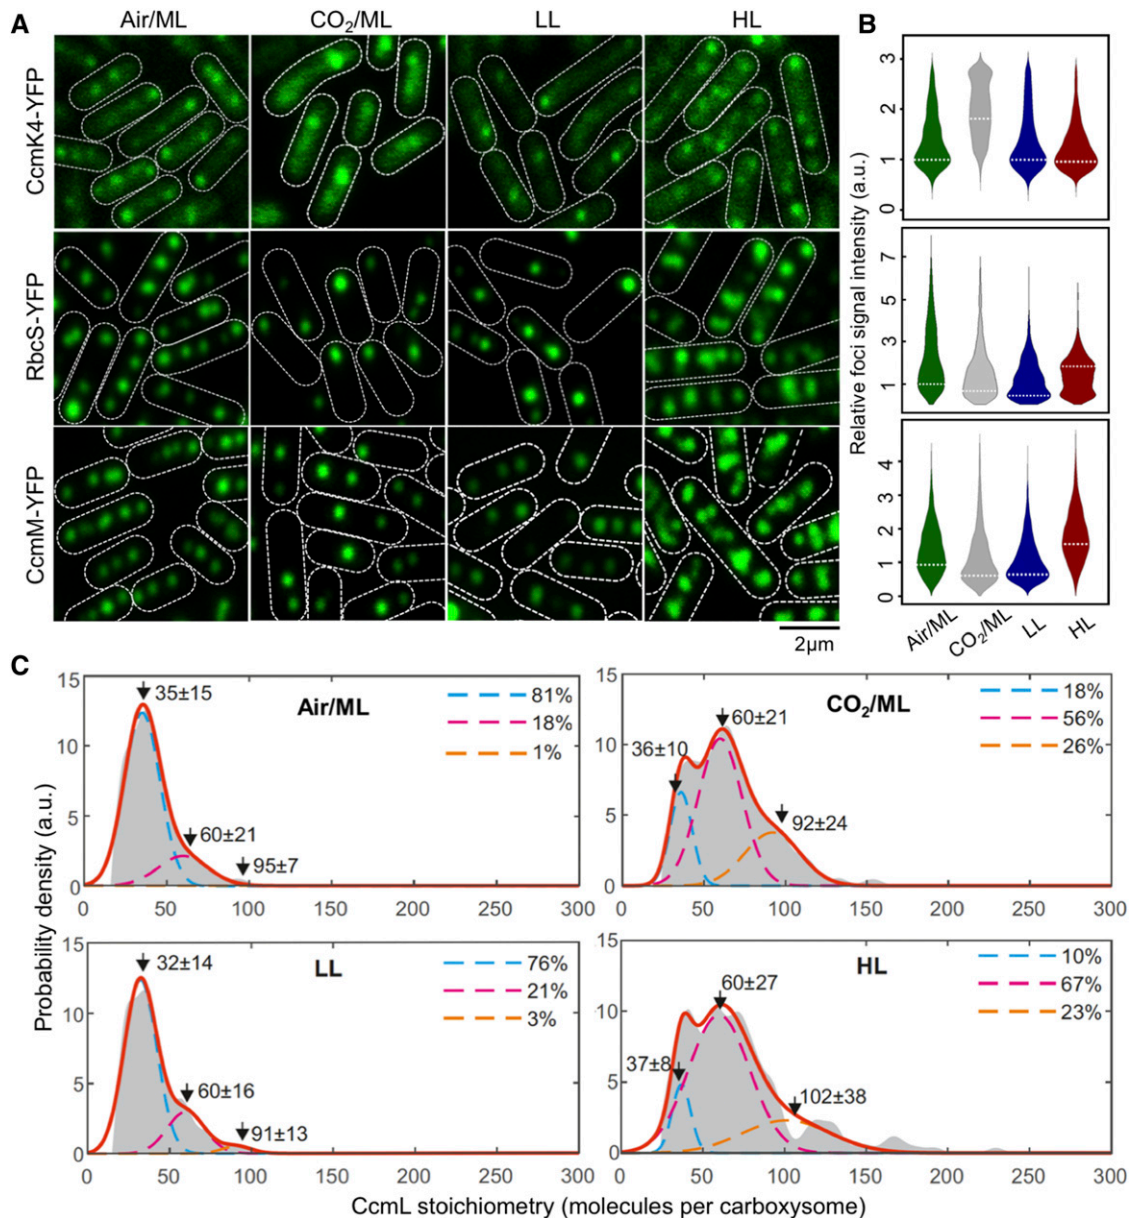 A
Air/ML
CO₂/ML
LL
HL
CcmK4-YFP
RbcS-YFP
CcmM-YFP
2µm
B
Relative foci signal intensity (a.u.)
3
2
1
0
7
5
3
1
4
3
2
1
0
Air/ML
CO₂/ML
LL
HL
C
Probability density (a.u.)
15
10
5
0
0 50 100 150 200 250 300
Air/ML
35±15
60±21
95±7
81%
18%
1%
15
10
5
0
0 50 100 150 200 250 300
CO₂/ML
36±10
60±21
92±24
18%
56%
26%
15
10
5
0
0 50 100 150 200 250 300
LL
32±14
60±16
91±13
76%
21%
3%
15
10
5
0
0 50 100 150 200 250 300
HL
37±8
60±27
102±38
10%
67%
23%
CcmL stoichiometry (molecules per carboxysome)